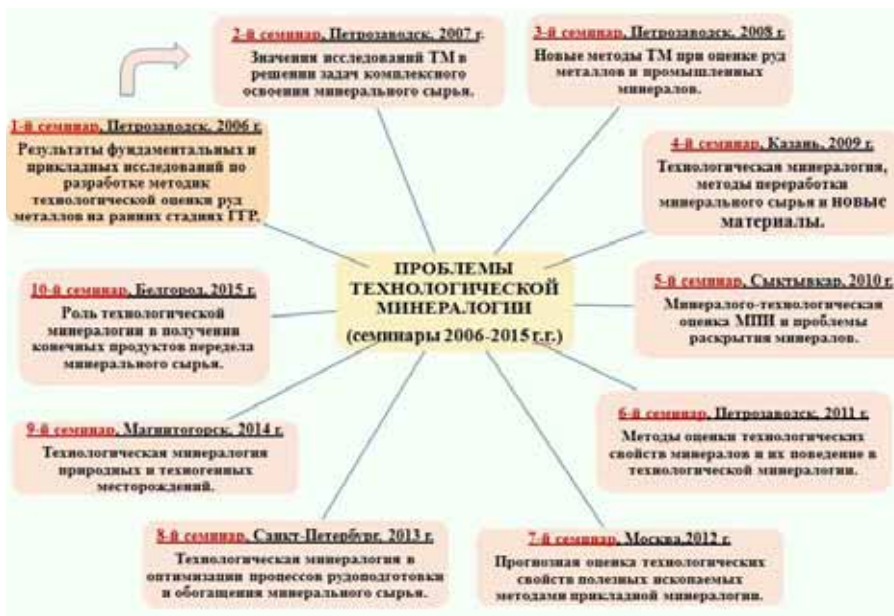 1-й семинар, Петрозаводск, 2006 г.
Результаты фундаментальных и
прикладных исследований по
разработке методик
технологической оценки руд
металлов на ранних стадиях ГГР.
2-й семинар, Петрозаводск, 2007 г.
Значения исследований ТМ в
решении задач комплексного
освоения минерального сырья.
3-й семинар, Петрозаводск, 2008 г.
Новые методы ТМ при оценке руд
металлов и промышленных
минералов.
4-й семинар, Казань, 2009 г.
Технологическая минералогия,
методы переработки
минерального сырья и новые
материалы.
5-й семинар, Сыктывкар, 2010 г.
Минералого-технологическая
оценка МПИ и проблемы
раскрытия минералов.
6-й семинар, Петрозаводск, 2011 г.
Методы оценки технологических
свойств минералов и их поведение в
технологической минералогии.
7-й семинар, Москва,2012 г.
Прогнозная оценка технологических
свойств полезных ископаемых
методами прикладной минералогии.
8-й семинар, Санкт-Петербург, 2013 г.
Технологическая минералогия в
оптимизации процессов рудоподготовки
и обогащения минерального сырья.
9-й семинар, Магнитогорск, 2014 г.
Технологическая минералогия
природных и техногенных
месторождений.
10-й семинар, Белгород, 2015 г.
Роль технологической
минералогии в получении
конечных продуктов передела
минерального сырья.
ПРОБЛЕМЫ
ТЕХНОЛОГИЧЕСКОЙ
МИНЕРАЛОГИИ
(семинары 2006-2015 г.г.)